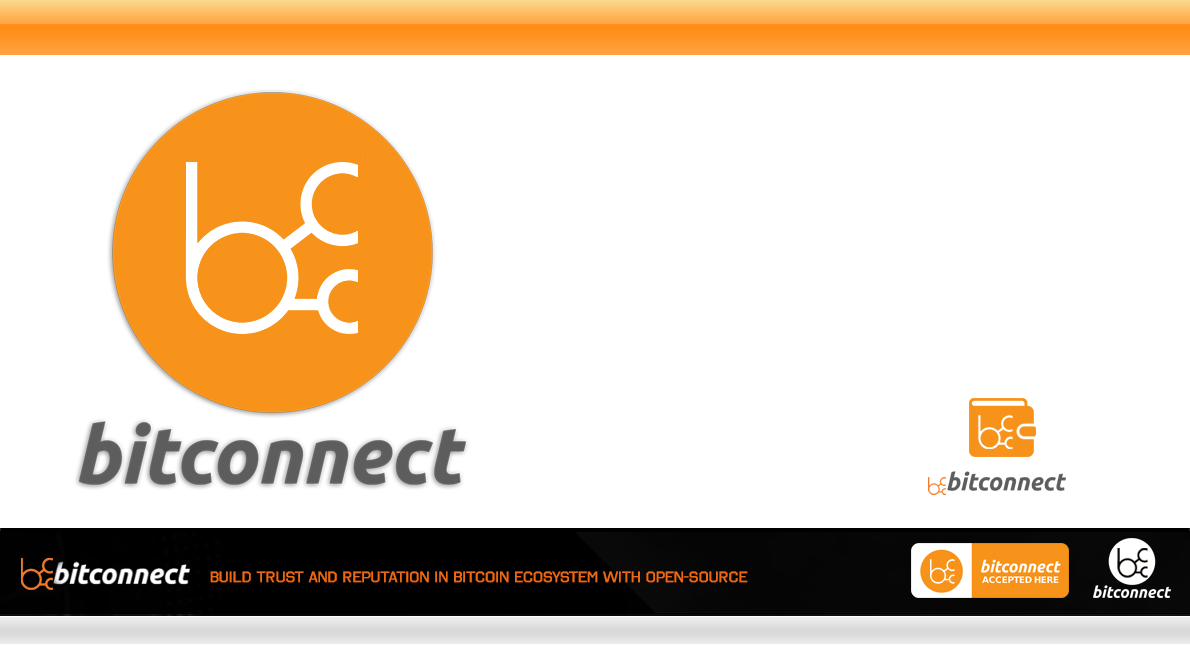 bitconnect
bitconnect
bitconnect
BUILD TRUST AND REPUTATION IN BITCOIN ECOSYSTEM WITH OPEN-SOURCE
bitconnect
ACCEPTED HERE
bitconnect